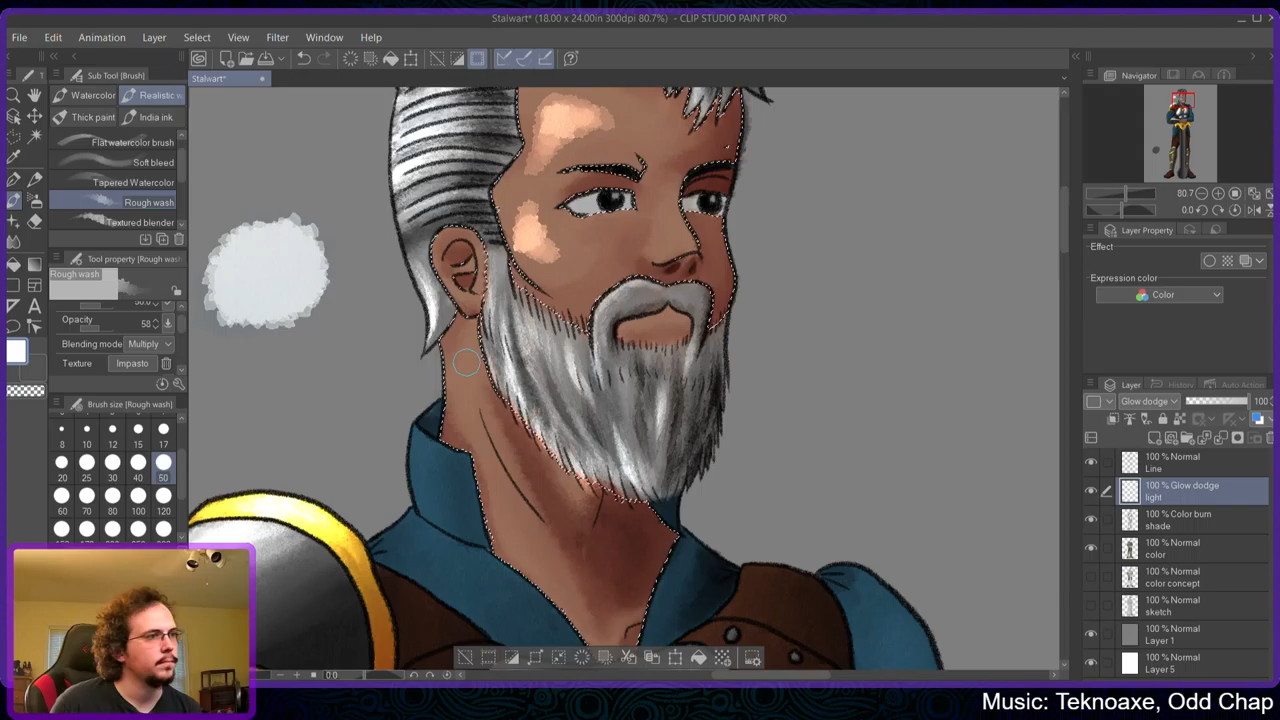 Stalwart* (18.00 x 24.00in 300dpi 80.7%) - CLIP STUDIO PAINT PRO
File Edit Animation Layer Select View Filter Window Help
Sub Tool [Brush]
Stalwart*
Navigator
Watercolor
Realistic w
Thick paint
India ink
Flat watercolor brush
Soft bleed
Tapered Watercolor
Rough wash
Textured blender
Tool property [Rough wash]
Rough wash
Opacity 58
Blending mode Multiply
Texture Impasto
Brush size [Rough wash]
8 10 12 15 17
20 25 30 40 50
60 70 80 100 120
80.7
0.0
Layer Property
Effect
Expression color
Color
Layer History Auto Action
Glow dodge 100
100 % Normal
Line
100 % Glow dodge
light
100 % Color burn
shade
100 % Normal
color
100 % Normal
color concept
100 % Normal
sketch
100 % Normal
Layer 1
100 % Normal
Layer 5
Music: Teknoaxe, Odd Chap